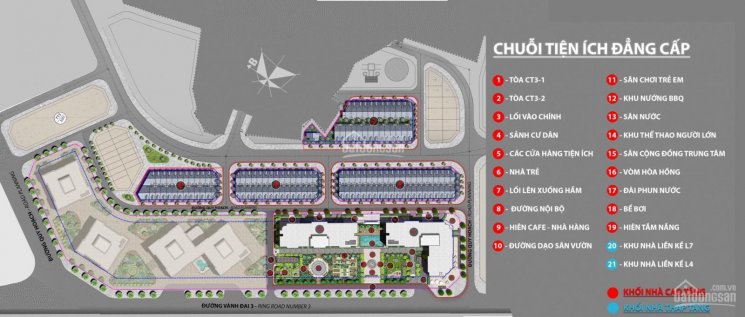 CHUỖI TIỆN ÍCH ĐẲNG CẤP
1 - TÒA CT3-1
2 - TÒA CT3-2
3 - LỐI VÀO CHÍNH
4 - SẢNH CƯ DÂN
5 - CÁC CỬA HÀNG TIỆN ÍCH
6 - NHÀ TRẺ
7 - LỐI LÊN XUỐNG HẦM
8 - ĐƯỜNG NỘI BỘ
9 - HIÊN CAFE - NHÀ HÀNG
10 - ĐƯỜNG DẠO SÂN VƯỜN
11 - SÂN CHƠI TRẺ EM
12 - KHU NƯỚNG BBQ
13 - SÂN NƯỚC
14 - KHU THỂ THAO NGƯỜI LỚN
15 - SÂN CỘNG ĐỒNG TRUNG TÂM
16 - VÒM HOA HỒNG
17 - ĐÀI PHUN NƯỚC
18 - BỂ BƠI
19 - HIÊN TẮM NẮNG
20 - KHU NHÀ LIỀN KỀ L7
21 - KHU NHÀ LIỀN KỀ L4
KHỐI NHÀ CAO TẦNG
KHỐI NHÀ THẤP TẦNG
Batdongsan.com.vn
B
ĐƯỜNG QUY HOẠCH - ROAD PLANNING
ĐƯỜNG VÀNH ĐAI 3 - RING ROAD NUMBER 3